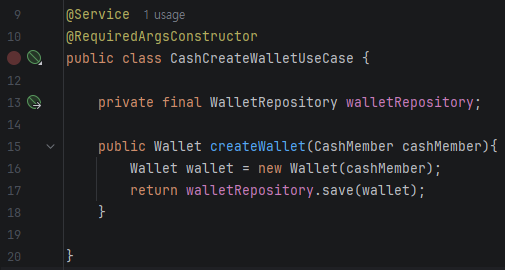 9 @Service 1 usage
10 @RequiredArgsConstructor
public class CashCreateWalletUseCase {
12
13 private final WalletRepository walletRepository;
14
15 public Wallet createWallet(CashMember cashMember){
16 Wallet wallet = new Wallet(cashMember);
17 return walletRepository.save(wallet);
18 }
19
20 }